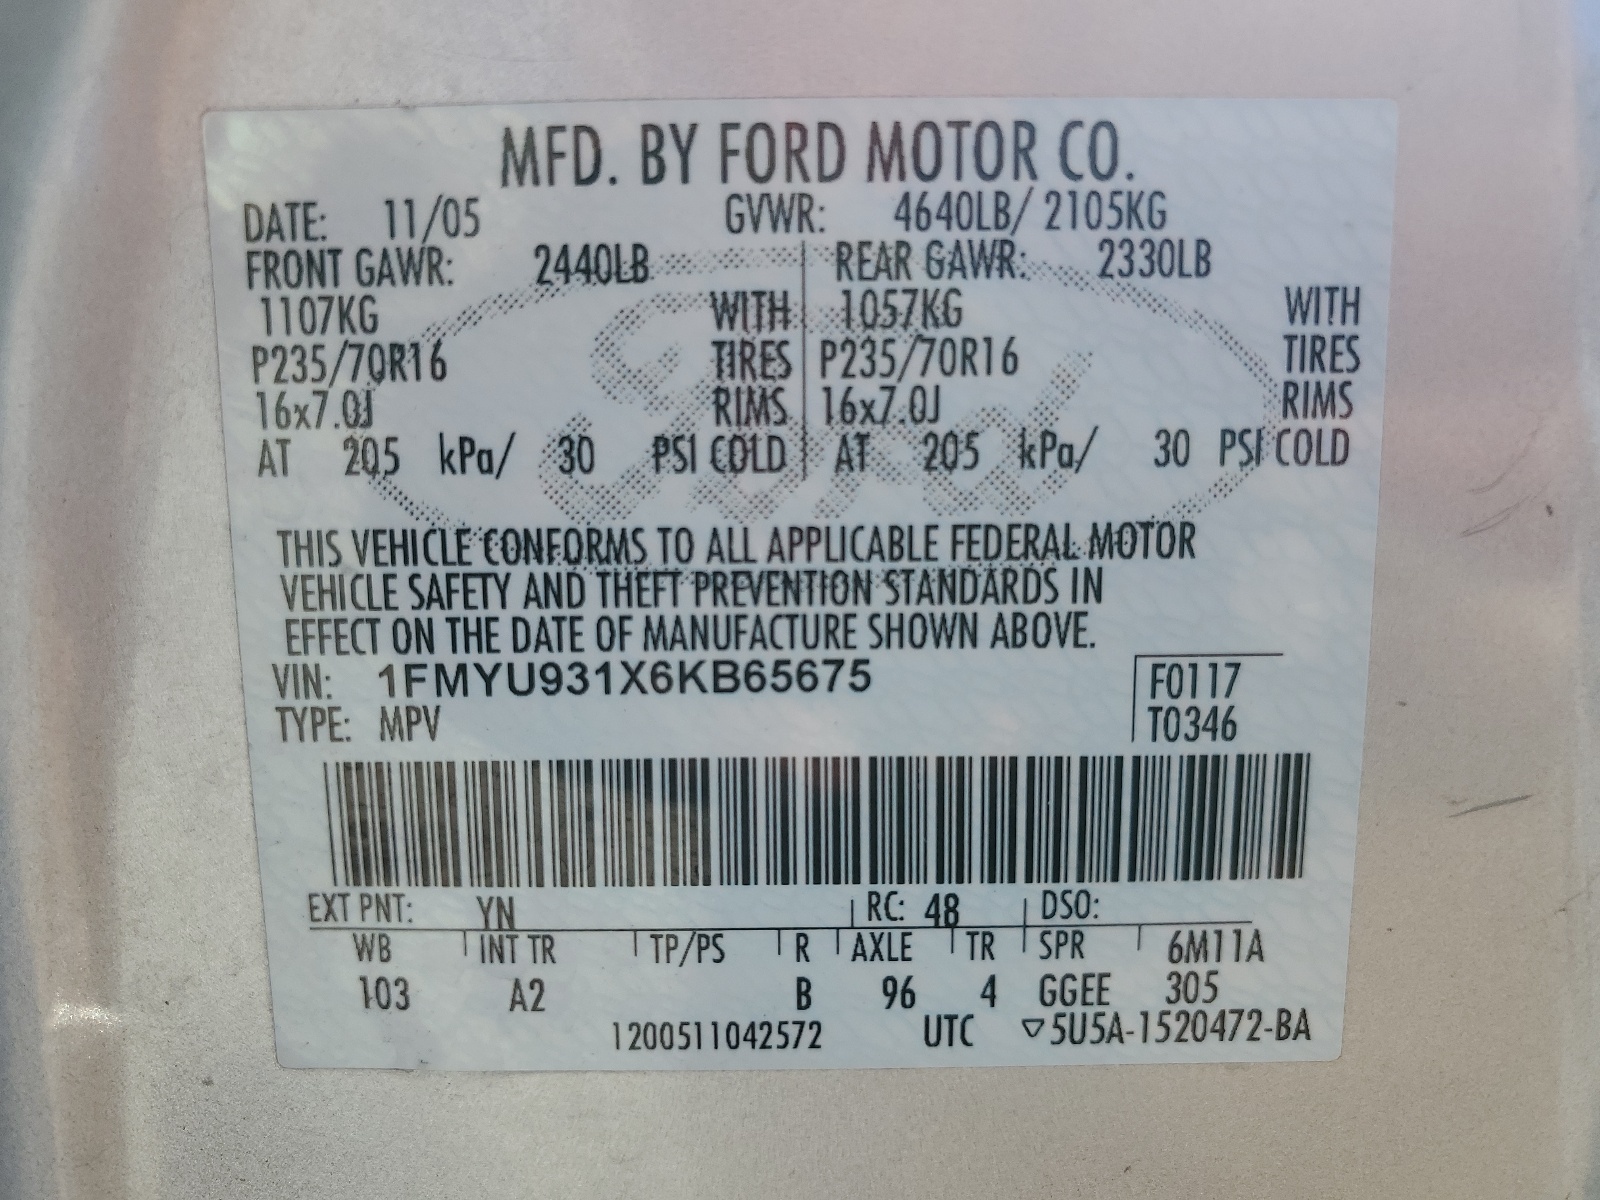 MFD. BY FORD MOTOR CO.
DATE: 11/05 GVWR: 4640LB/ 2105KG
FRONT GAWR: 2440LB REAR GAWR: 2330LB
1107KG WITH 1057KG WITH
P235/70R16 TIRES P235/70R16 TIRES
16x7.0J RIMS 16x7.0J RIMS
AT 205 kPa/ 30 PSI COLD AT 205 kPa/ 30 PSI COLD
Ford
THIS VEHICLE CONFORMS TO ALL APPLICABLE FEDERAL MOTOR
VEHICLE SAFETY AND THEFT PREVENTION STANDARDS IN
EFFECT ON THE DATE OF MANUFACTURE SHOWN ABOVE.
VIN: 1FMYU931X6KB65675 F0117
TYPE: MPV T0346
EXT PNT: YN RC: 48 DSO:
WB INT TR TP/PS R AXLE TR SPR 6M11A
103 A2 B 96 4 GGEE 305
1200511042572 UTC ▽5U5A-1520472-BA